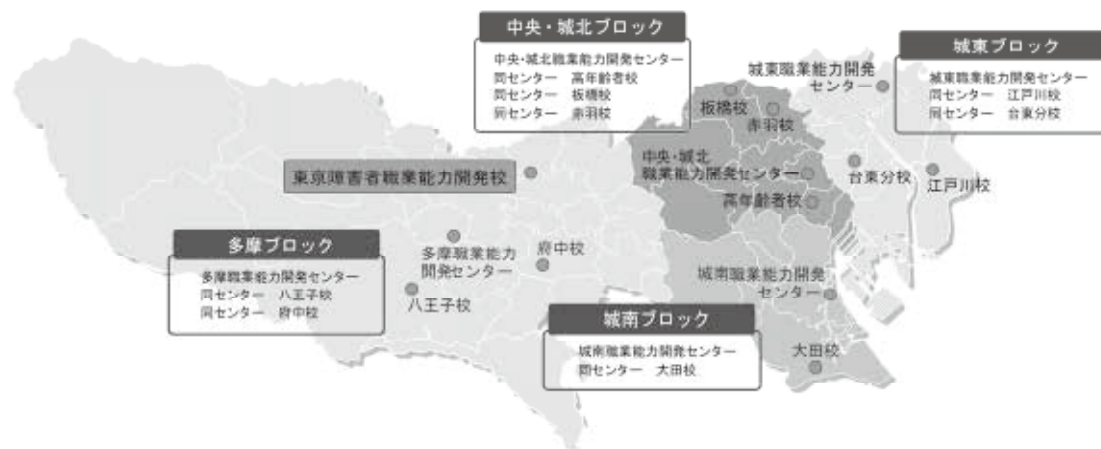 中央・城北ブロック
中央・城北職業能力開発センター
同センター　高年齢者校
同センター　板橋校
同センター　赤羽校
城東ブロック
城東職業能力開発センター
同センター　江戸川校
同センター　台東分校
城東職業能力開発
センター
板橋校
赤羽校
中央・城北
職業能力開発センター
高年齢者校
台東分校
江戸川校
東京障害者職業能力開発校
多摩ブロック
多摩職業能力開発センター
同センター　八王子校
同センター　府中校
多摩職業能力
開発センター
府中校
八王子校
城南ブロック
城南職業能力開発センター
同センター　大田校
城南職業能力開発
センター
大田校